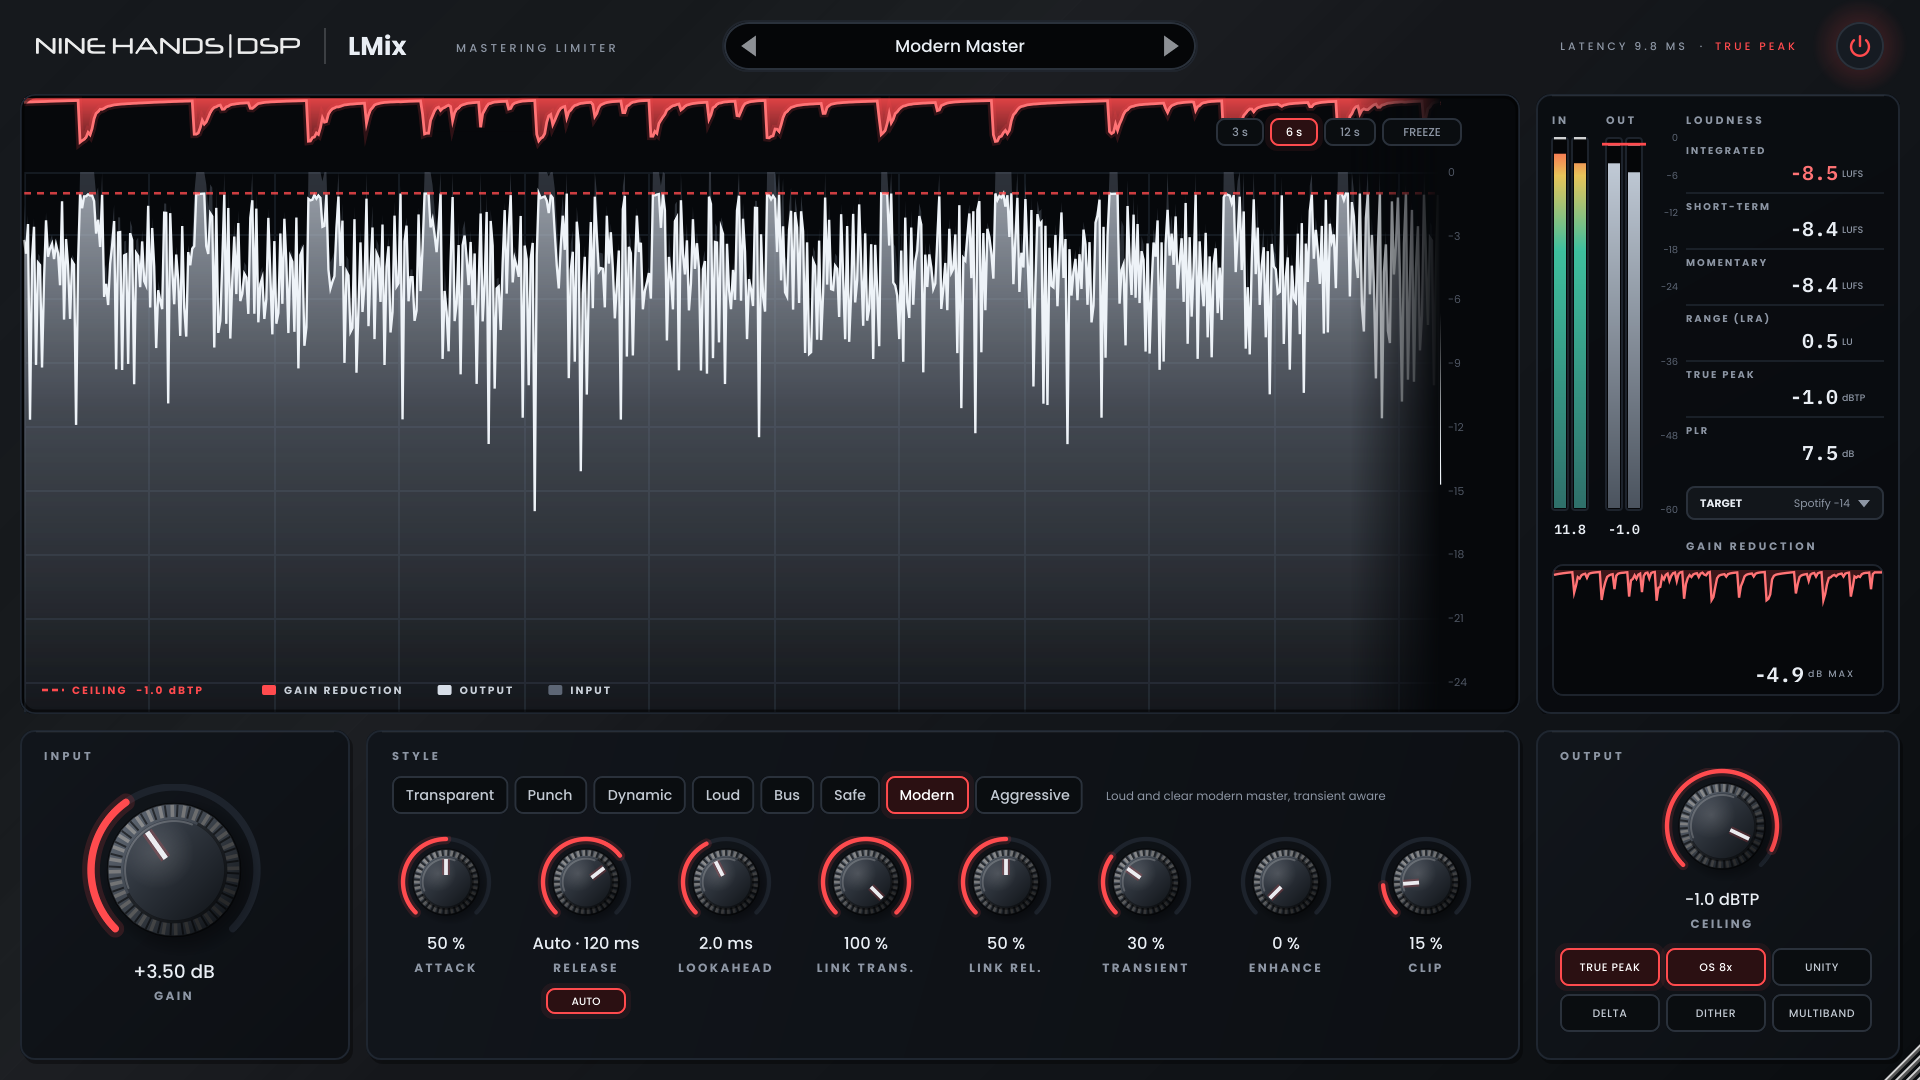 NINE HANDS|DSP
LMix
MASTERING LIMITER
Modern Master
LATENCY 9.8 MS · TRUE PEAK
3 s
6 s
12 s
FREEZE
0
-3
-6
-9
-12
-15
-18
-21
-24
CEILING -1.0 dBTP
GAIN REDUCTION
OUTPUT
INPUT
IN
OUT
0
-6
-12
-18
-24
-36
-48
-60
11.8
-1.0
LOUDNESS
INTEGRATED
-8.5 LUFS
SHORT-TERM
-8.4 LUFS
MOMENTARY
-8.4 LUFS
RANGE (LRA)
0.5 LU
TRUE PEAK
-1.0 dBTP
PLR
7.5 dB
TARGET Spotify -14
GAIN REDUCTION
-4.9 dB MAX
INPUT
+3.50 dB
GAIN
STYLE
Transparent
Punch
Dynamic
Loud
Bus
Safe
Modern
Aggressive
Loud and clear modern master, transient aware
50 %
ATTACK
Auto · 120 ms
RELEASE
AUTO
2.0 ms
LOOKAHEAD
100 %
LINK TRANS.
50 %
LINK REL.
30 %
TRANSIENT
0 %
ENHANCE
15 %
CLIP
OUTPUT
-1.0 dBTP
CEILING
TRUE PEAK
OS 8x
UNITY
DELTA
DITHER
MULTIBAND